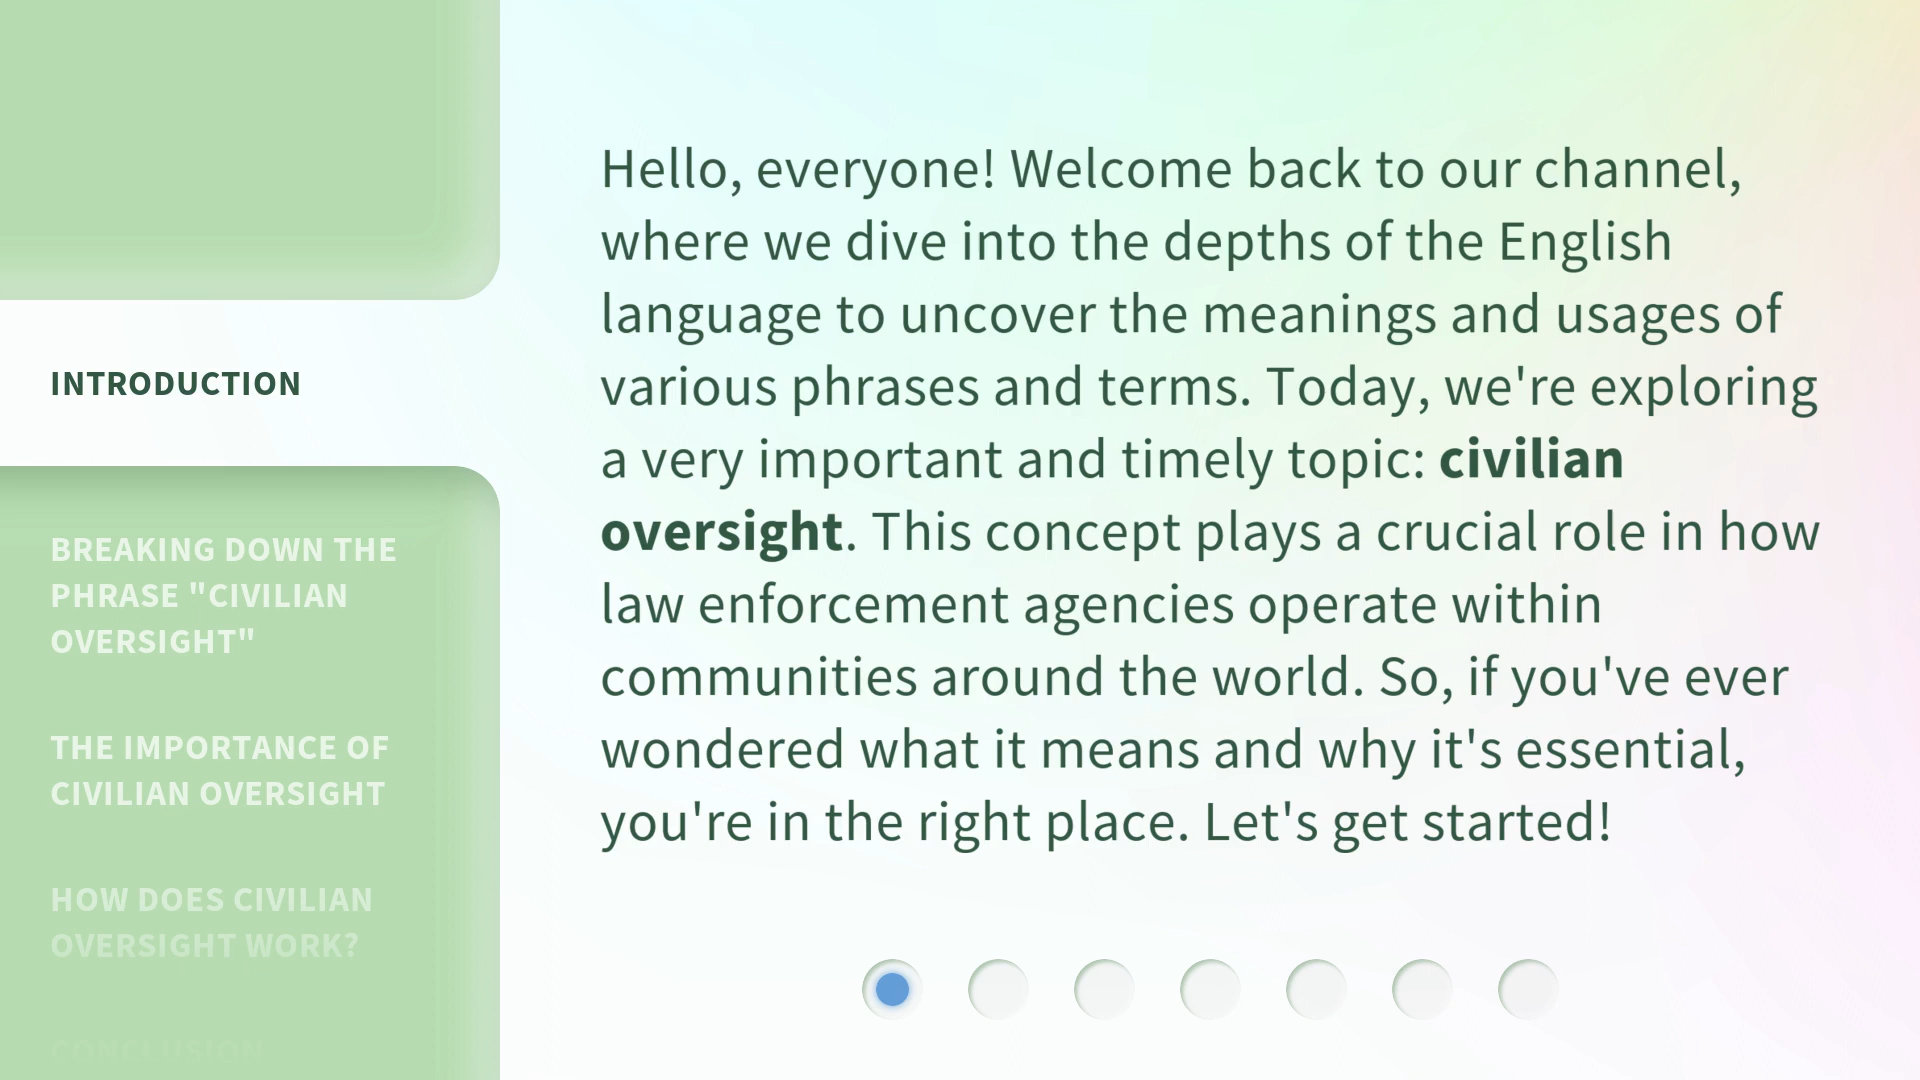 INTRODUCTION
BREAKING DOWN THE
PHRASE "CIVILIAN
OVERSIGHT"
THE IMPORTANCE OF
CIVILIAN OVERSIGHT
HOW DOES CIVILIAN
OVERSIGHT WORK?
CONCLUSION
Hello, everyone! Welcome back to our channel,
where we dive into the depths of the English
language to uncover the meanings and usages of
various phrases and terms. Today, we're exploring
a very important and timely topic: civilian
oversight. This concept plays a crucial role in how
law enforcement agencies operate within
communities around the world. So, if you've ever
wondered what it means and why it's essential,
you're in the right place. Let's get started!